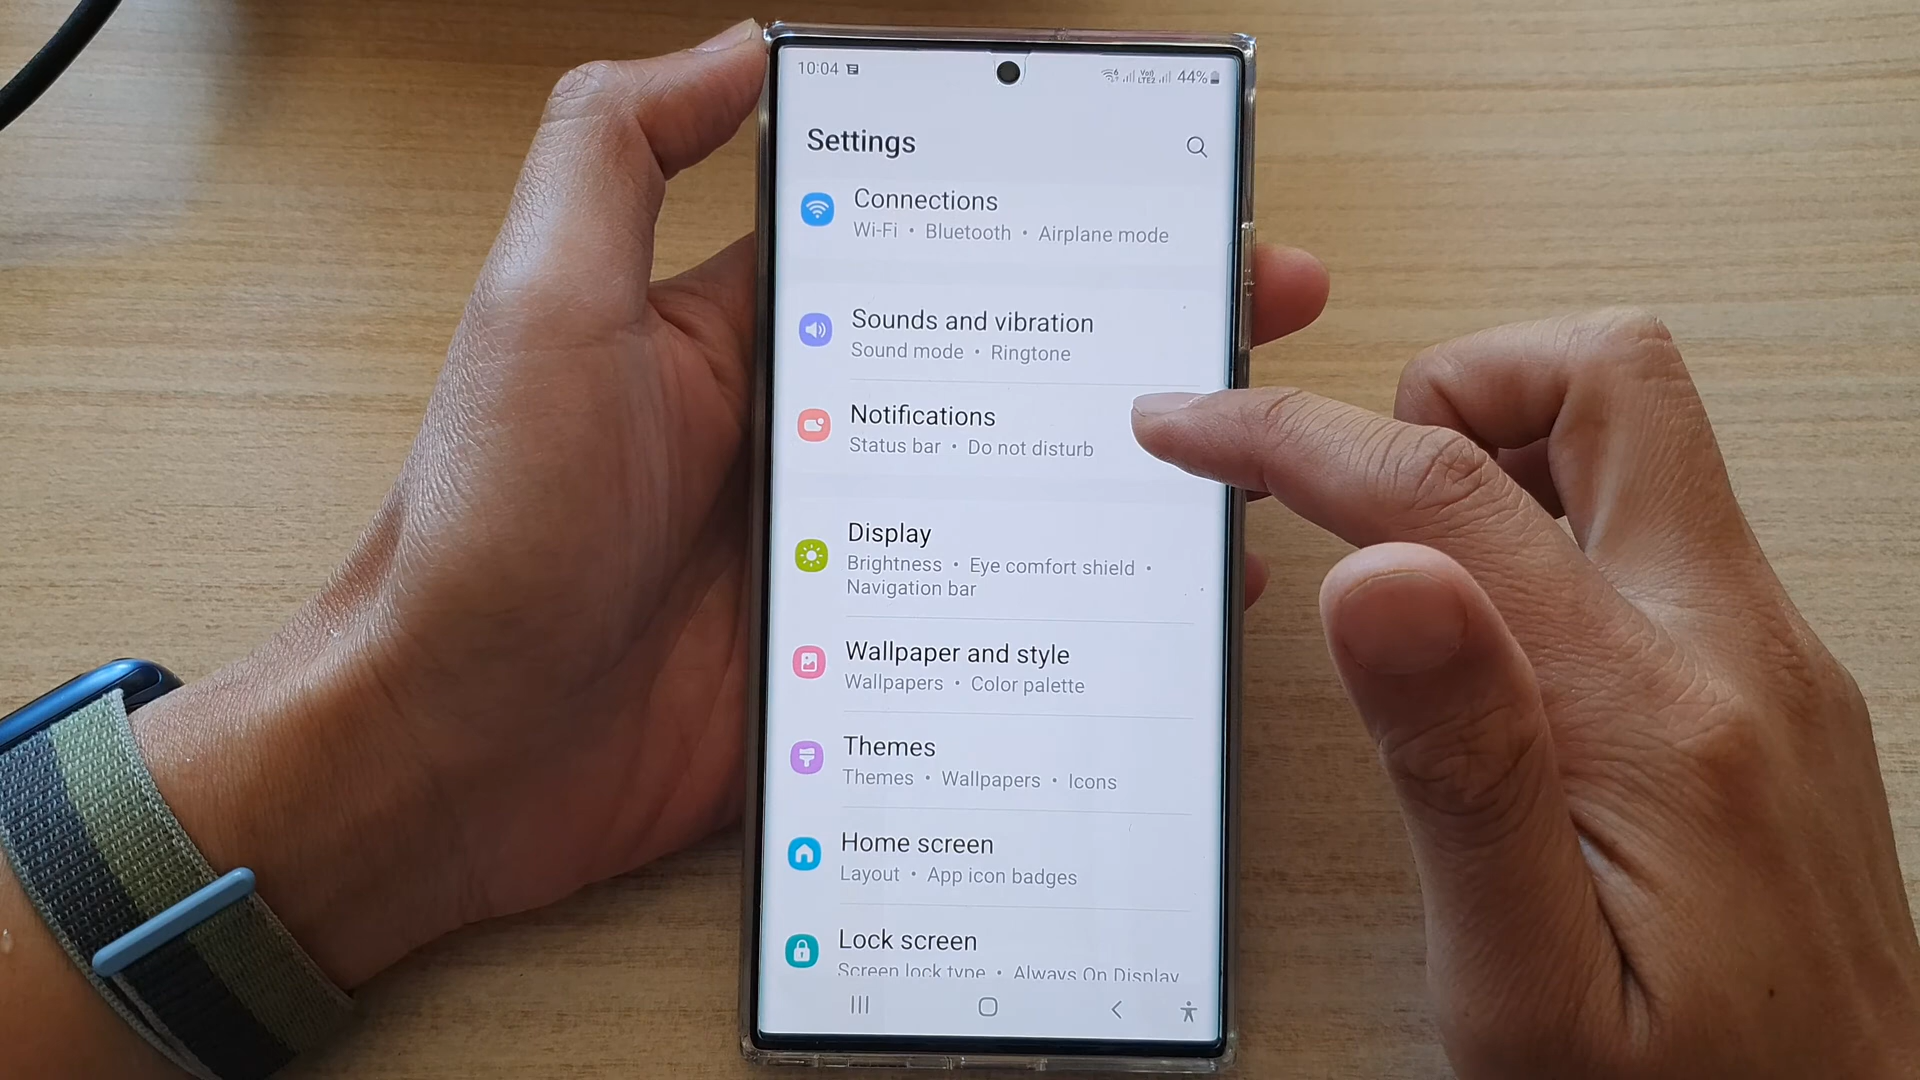 10:04
Vo)) LTE2 44%
Settings
Connections
Wi-Fi • Bluetooth • Airplane mode
Sounds and vibration
Sound mode • Ringtone
Notifications
Status bar • Do not disturb
Display
Brightness • Eye comfort shield •
Navigation bar
Wallpaper and style
Wallpapers • Color palette
Themes
Themes • Wallpapers • Icons
Home screen
Layout • App icon badges
Lock screen
Screen lock type • Always On Display